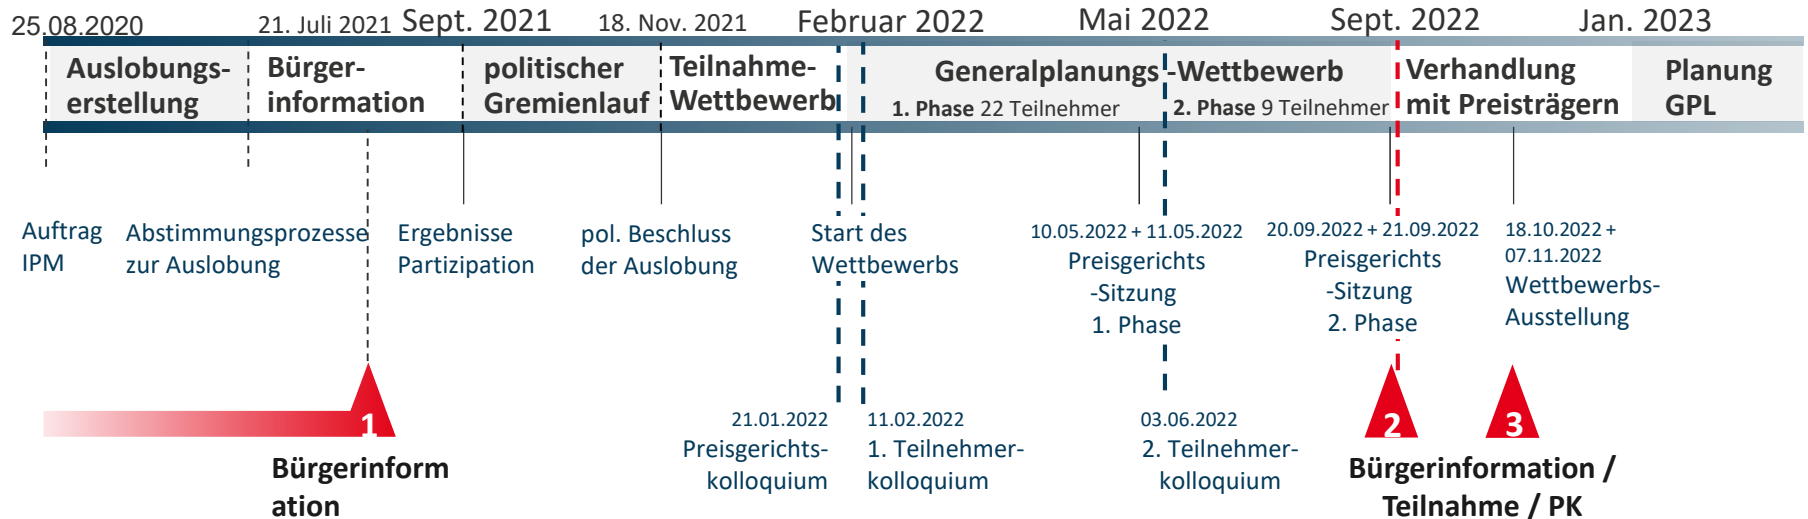 25.08.2020
21. Juli 2021
Sept. 2021
18. Nov. 2021
Februar 2022
Mai 2022
Sept. 2022
Jan. 2023
Auslobungs-
erstellung
Bürger-
information
politischer
Gremienlauf
Teilnahme-
Wettbewerb
Generalplanungs -Wettbewerb
1. Phase 22 Teilnehmer
2. Phase 9 Teilnehmer
Verhandlung
mit Preisträgern
Planung
GPL
Auftrag
IPM
Abstimmungsprozesse
zur Auslobung
Ergebnisse
Partizipation
pol. Beschluss
der Auslobung
Start des
Wettbewerbs
10.05.2022 + 11.05.2022
Preisgerichts
-Sitzung
1. Phase
20.09.2022 + 21.09.2022
Preisgerichts
-Sitzung
2. Phase
18.10.2022 +
07.11.2022
Wettbewerbs-
Ausstellung
1
Bürgerinform
ation
21.01.2022
Preisgerichts-
kolloquium
11.02.2022
1. Teilnehmer-
kolloquium
03.06.2022
2. Teilnehmer-
kolloquium
2
3
Bürgerinformation /
Teilnahme / PK